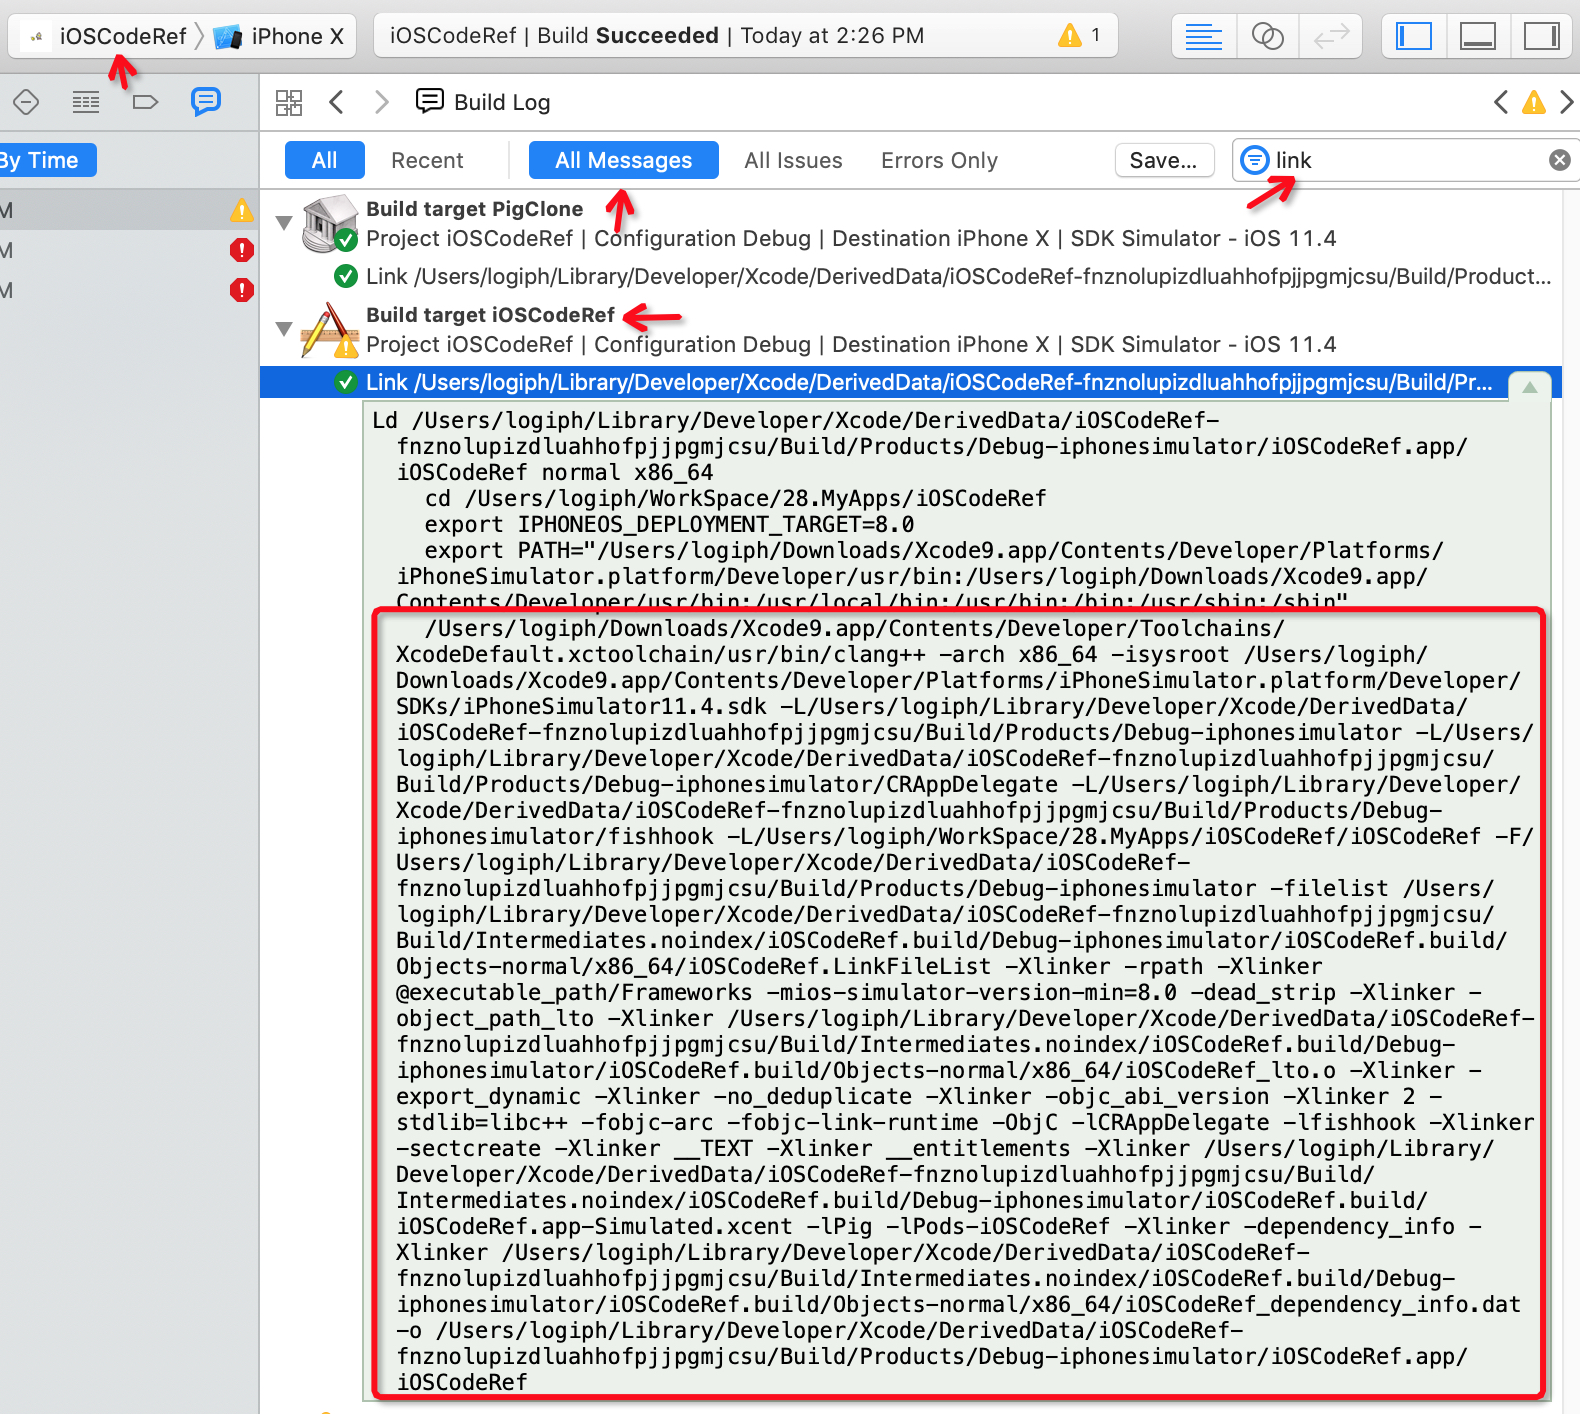 iOSCodeRef iPhone X
iOSCodeRef | Build Succeeded | Today at 2:26 PM 1
Build Log
By Time
All Recent All Messages All Issues Errors Only Save... link
M
M
M
Build target PigClone
Project iOSCodeRef | Configuration Debug | Destination iPhone X | SDK Simulator - iOS 11.4
Link /Users/logiph/Library/Developer/Xcode/DerivedData/iOSCodeRef-fnznolupizdluahhofpjjpgmjcsu/Build/Product...
Build target iOSCodeRef
Project iOSCodeRef | Configuration Debug | Destination iPhone X | SDK Simulator - iOS 11.4
Link /Users/logiph/Library/Developer/Xcode/DerivedData/iOSCodeRef-fnznolupizdluahhofpjjpgmjcsu/Build/Pr...
Ld /Users/logiph/Library/Developer/Xcode/DerivedData/iOSCodeRef-
fnznolupizdluahhofpjjpgmjcsu/Build/Products/Debug-iphonesimulator/iOSCodeRef.app/
iOSCodeRef normal x86_64
cd /Users/logiph/WorkSpace/28.MyApps/iOSCodeRef
export IPHONEOS_DEPLOYMENT_TARGET=8.0
export PATH="/Users/logiph/Downloads/Xcode9.app/Contents/Developer/Platforms/
iPhoneSimulator.platform/Developer/usr/bin:/Users/logiph/Downloads/Xcode9.app/
Contents/Developer/usr/bin:/usr/local/bin:/usr/bin:/bin:/usr/sbin:/sbin"
/Users/logiph/Downloads/Xcode9.app/Contents/Developer/Toolchains/
XcodeDefault.xctoolchain/usr/bin/clang++ -arch x86_64 -isysroot /Users/logiph/
Downloads/Xcode9.app/Contents/Developer/Platforms/iPhoneSimulator.platform/Developer/
SDKs/iPhoneSimulator11.4.sdk -L/Users/logiph/Library/Developer/Xcode/DerivedData/
iOSCodeRef-fnznolupizdluahhofpjjpgmjcsu/Build/Products/Debug-iphonesimulator -L/Users/
logiph/Library/Developer/Xcode/DerivedData/iOSCodeRef-fnznolupizdluahhofpjjpgmjcsu/
Build/Products/Debug-iphonesimulator/CRAppDelegate -L/Users/logiph/Library/Developer/
Xcode/DerivedData/iOSCodeRef-fnznolupizdluahhofpjjpgmjcsu/Build/Products/Debug-
iphonesimulator/fishhook -L/Users/logiph/WorkSpace/28.MyApps/iOSCodeRef/iOSCodeRef -F/
Users/logiph/Library/Developer/Xcode/DerivedData/iOSCodeRef-
fnznolupizdluahhofpjjpgmjcsu/Build/Products/Debug-iphonesimulator -filelist /Users/
logiph/Library/Developer/Xcode/DerivedData/iOSCodeRef-fnznolupizdluahhofpjjpgmjcsu/
Build/Intermediates.noindex/iOSCodeRef.build/Debug-iphonesimulator/iOSCodeRef.build/
Objects-normal/x86_64/iOSCodeRef.LinkFileList -Xlinker -rpath -Xlinker
@executable_path/Frameworks -mios-simulator-version-min=8.0 -dead_strip -Xlinker -
object_path_lto -Xlinker /Users/logiph/Library/Developer/Xcode/DerivedData/iOSCodeRef-
fnznolupizdluahhofpjjpgmjcsu/Build/Intermediates.noindex/iOSCodeRef.build/Debug-
iphonesimulator/iOSCodeRef.build/Objects-normal/x86_64/iOSCodeRef_lto.o -Xlinker -
export_dynamic -Xlinker -no_deduplicate -Xlinker -objc_abi_version -Xlinker 2 -
stdlib=libc++ -fobjc-arc -fobjc-link-runtime -ObjC -lCRAppDelegate -lfishhook -Xlinker
-sectcreate -Xlinker __TEXT -Xlinker __entitlements -Xlinker /Users/logiph/Library/
Developer/Xcode/DerivedData/iOSCodeRef-fnznolupizdluahhofpjjpgmjcsu/Build/
Intermediates.noindex/iOSCodeRef.build/Debug-iphonesimulator/iOSCodeRef.build/
iOSCodeRef.app-Simulated.xcent -lPig -lPods-iOSCodeRef -Xlinker -dependency_info -
Xlinker /Users/logiph/Library/Developer/Xcode/DerivedData/iOSCodeRef-
fnznolupizdluahhofpjjpgmjcsu/Build/Intermediates.noindex/iOSCodeRef.build/Debug-
iphonesimulator/iOSCodeRef.build/Objects-normal/x86_64/iOSCodeRef_dependency_info.dat
-o /Users/logiph/Library/Developer/Xcode/DerivedData/iOSCodeRef-
fnznolupizdluahhofpjjpgmjcsu/Build/Products/Debug-iphonesimulator/iOSCodeRef.app/
iOSCodeRef